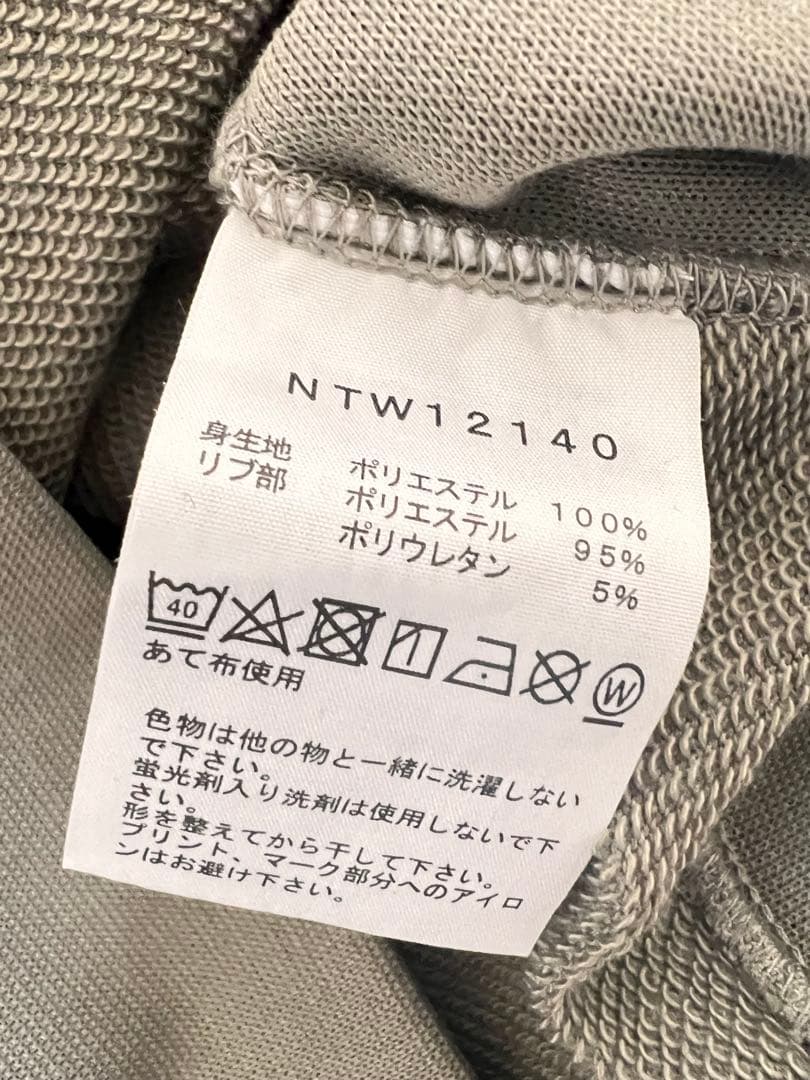 NTW12140
身生地 ポリエステル 100%
リブ部 ポリエステル 95%
ポリウレタン 5%
40 W
あて布使用
色物は他の物と一緒に洗濯しない
で下さい。
蛍光剤入り洗剤は使用しないで下
さい。
形を整えてから干して下さい。
プリント、マーク部分へのアイロ
ンはお避け下さい。